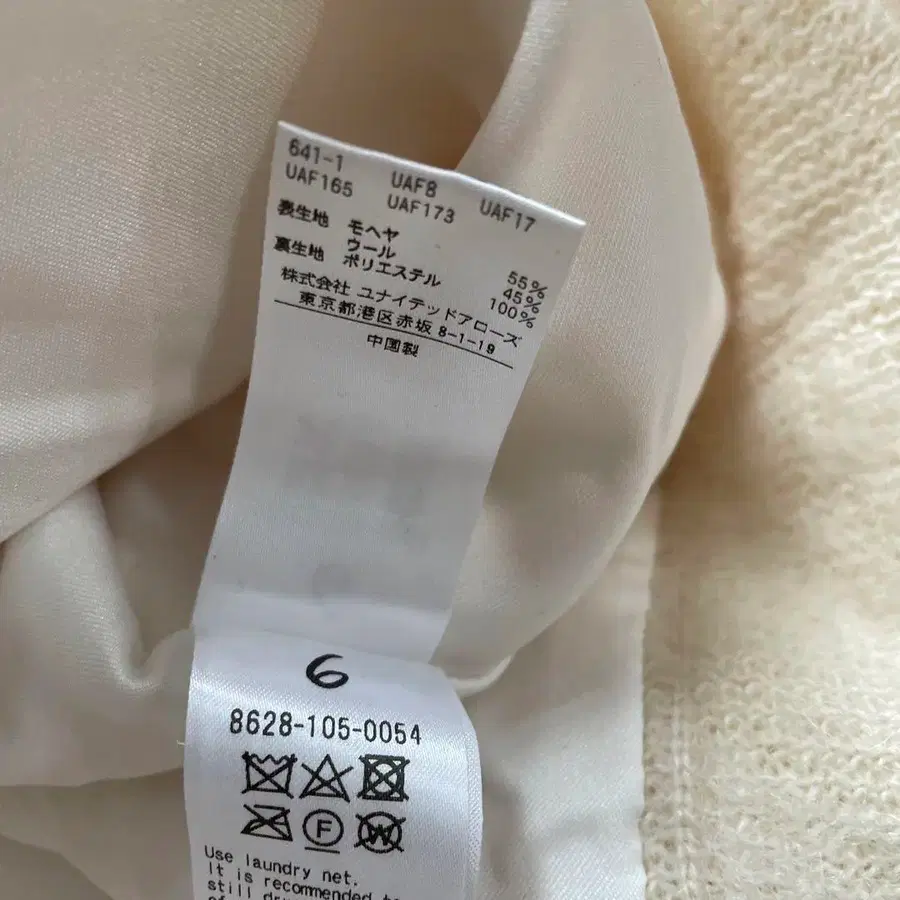 641-1 UAF8 UAF17
UAF165 UAF173
表生地 モヘヤ 55%
ウール 45%
裏生地 ポリエステル 100%
株式会社 ユナイテッドアローズ
東京都港区赤坂 8-1-19
中国製
6
8628-105-0054
F
W
Use laundry net.
It is recommended to
still